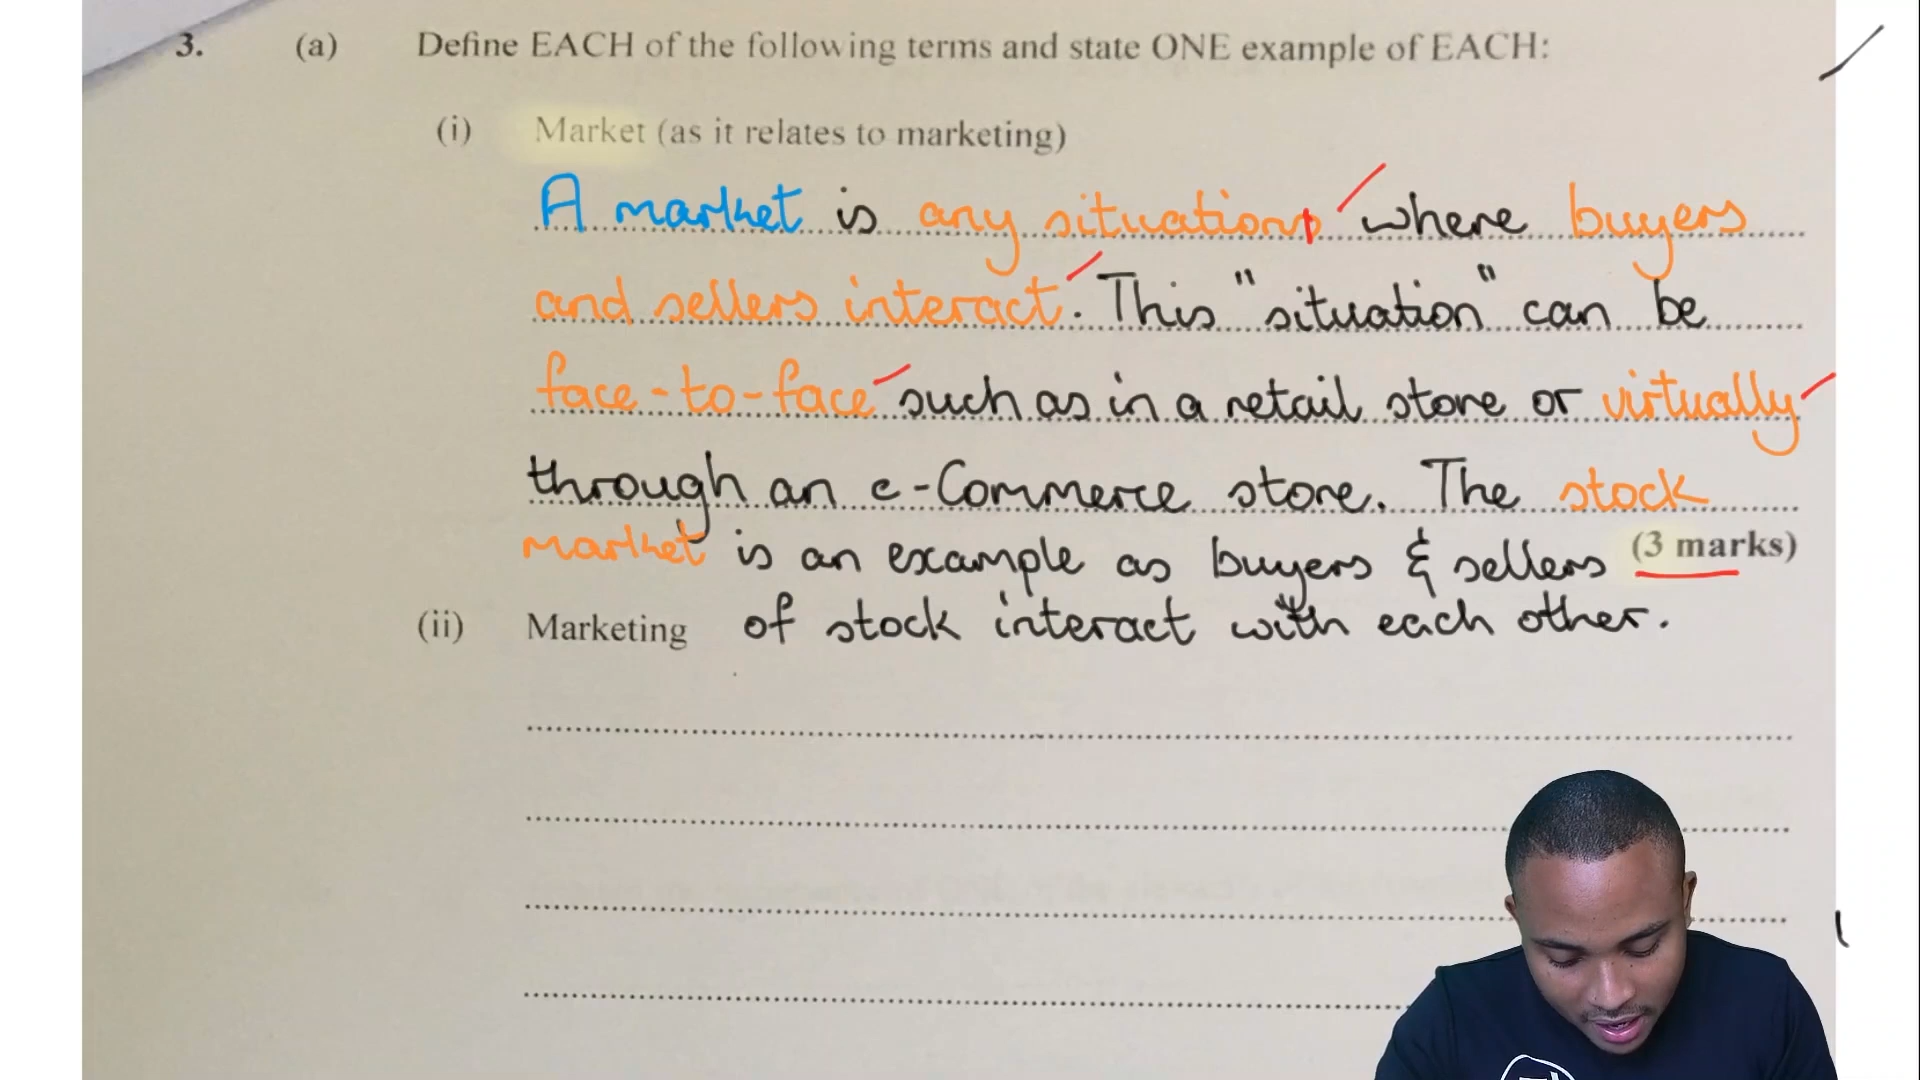 3. (a) Define EACH of the following terms and state ONE example of EACH:
(i) Market (as it relates to marketing)
A market is any situation where buyers
and sellers interact. This "situation" can be
face-to-face such as in a retail store or virtually
through an e-Commerce store. The stock
market is an example as buyers & sellers (3 marks)
(ii) Marketing of stock interact with each other.